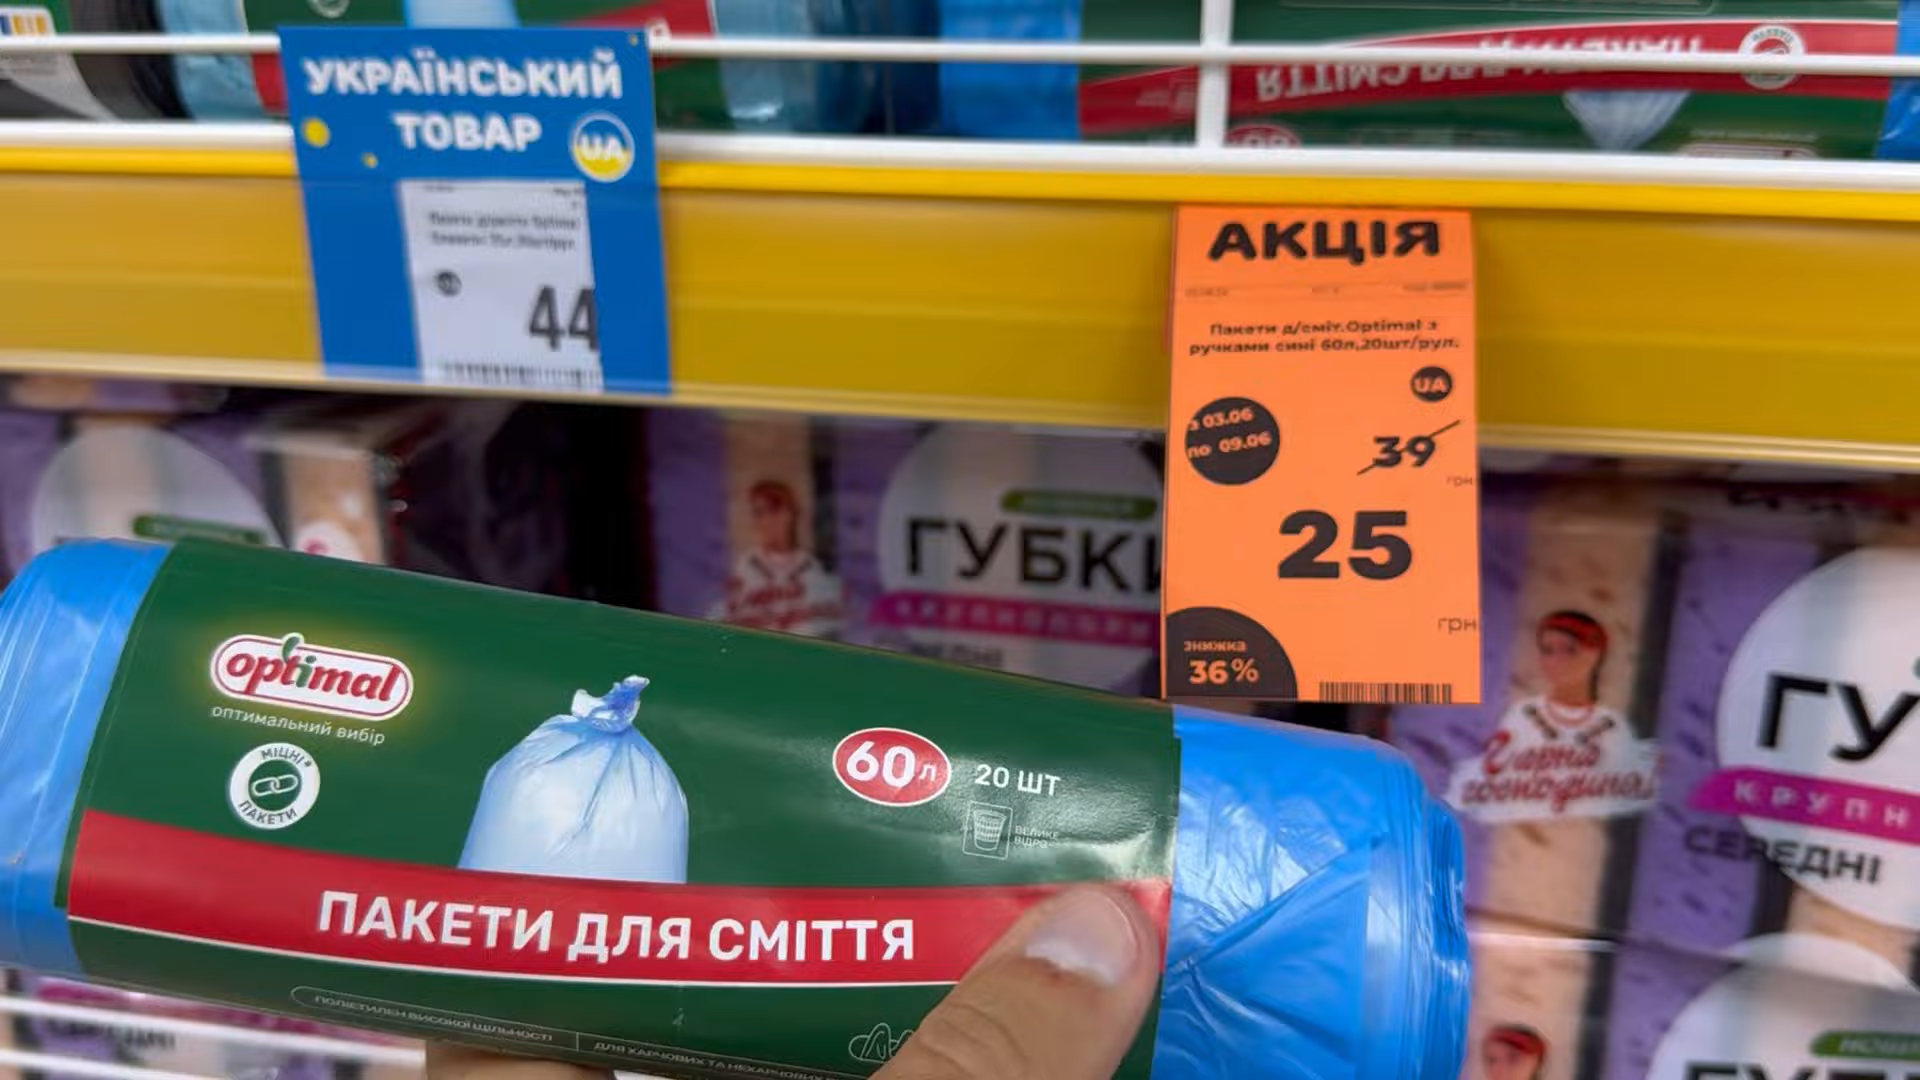 УКРАЇНСЬКИЙ
ТОВАР
UA
44
АКЦІЯ
Пакети д/сміт.Optimal з
ручками сині 60л,20шт/рул.
UA
з 03.06
по 09.06
39
грн
25
грн
знижка
36%
ГУБКИ
Гарна
господиня!
ГУ
КРУПН
СЕРЕДНІ
optimal
оптимальний вибір
МІЦНІ
ПАКЕТИ
60л
20 ШТ
ВЕЛИКЕ
ВІДРО
ПАКЕТИ ДЛЯ СМІТТЯ
ПОЛІЕТИЛЕН ВИСОКОЇ ЩІЛЬНОСТІ
ДЛЯ ХАРЧОВИХ ТА НЕХАРЧОВИХ